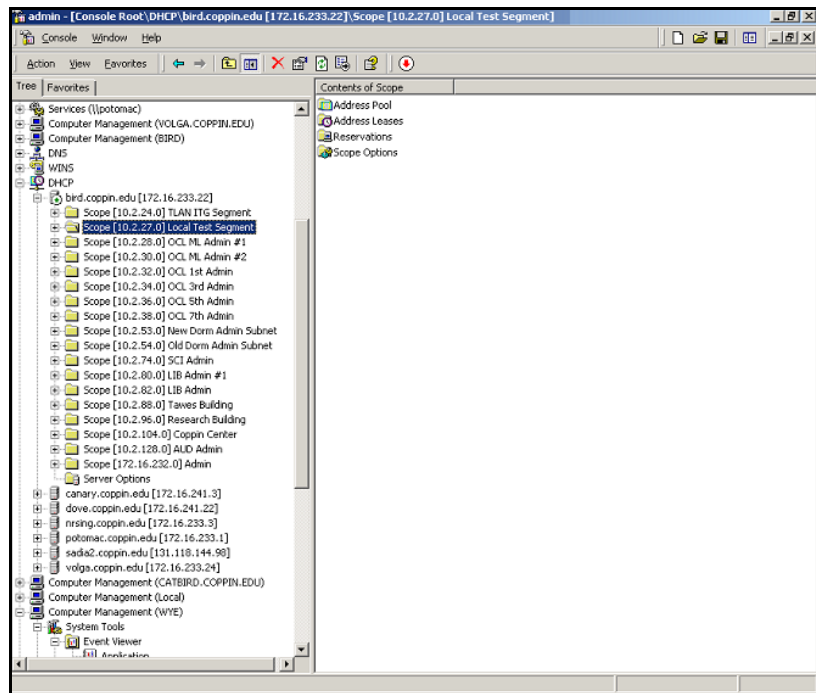 admin - [Console Root\DHCP\bird.coppin.edu [172.16.233.22]\Scope [10.2.27.0] Local Test Segment]
Console Window Help
Action View Favorites
Tree Favorites
Services (\\potomac)
Computer Management (VOLGA.COPPIN.EDU)
Computer Management (BIRD)
DNS
WINS
DHCP
bird.coppin.edu [172.16.233.22]
Scope [10.2.24.0] TLAN ITG Segment
Scope [10.2.27.0] Local Test Segment
Scope [10.2.28.0] OCL ML Admin #1
Scope [10.2.30.0] OCL ML Admin #2
Scope [10.2.32.0] OCL 1st Admin
Scope [10.2.34.0] OCL 3rd Admin
Scope [10.2.36.0] OCL 5th Admin
Scope [10.2.38.0] OCL 7th Admin
Scope [10.2.53.0] New Dorm Admin Subnet
Scope [10.2.54.0] Old Dorm Admin Subnet
Scope [10.2.74.0] SCI Admin
Scope [10.2.80.0] LIB Admin #1
Scope [10.2.82.0] LIB Admin
Scope [10.2.88.0] Tawes Building
Scope [10.2.96.0] Research Building
Scope [10.2.104.0] Coppin Center
Scope [10.2.128.0] AUD Admin
Scope [172.16.232.0] Admin
Server Options
canary.coppin.edu [172.16.241.3]
dove.coppin.edu [172.16.241.22]
nrsing.coppin.edu [172.16.233.3]
potomac.coppin.edu [172.16.233.1]
sadia2.coppin.edu [131.118.144.98]
volga.coppin.edu [172.16.233.24]
Computer Management (CATBIRD.COPPIN.EDU)
Computer Management (Local)
Computer Management (WYE)
System Tools
Event Viewer
Application
Contents of Scope
Address Pool
Address Leases
Reservations
Scope Options